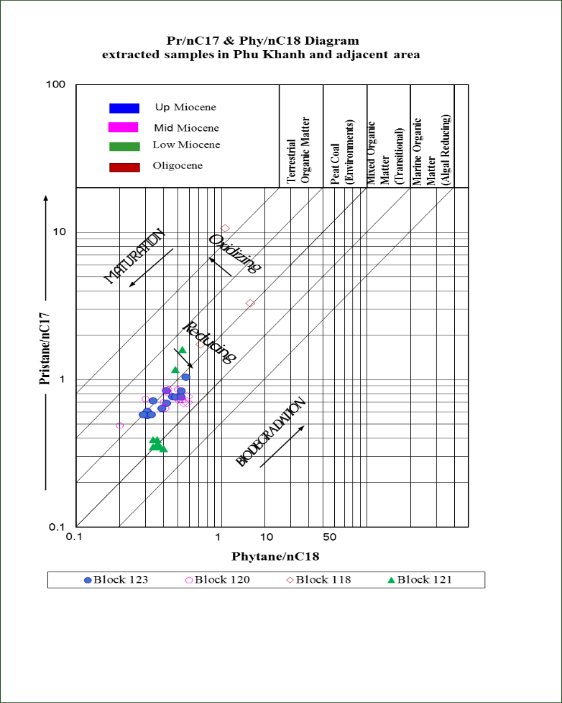 Pr/nC17 & Phy/nC18 Diagram
extracted samples in Phu Khanh and adjacent area
100
Up Miocene
Mid Miocene
Low Miocene
Oligocene
Terrestrial
Organic Matter
Peat Coal
(Environments)
Mixed Organic
Matter
(Transitional)
Marine Organic
Matter
(Algal Reducing)
10
MATURATION
Oxidizing
Reducing
Pristane/nC17
1
BIODEGRADATION
0.1
0.1
1
10
50
Phytane/nC18
Block 123
Block 120
Block 118
Block 121